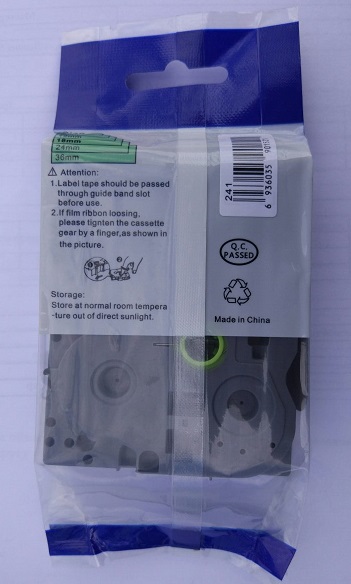 18mm
24mm
36mm
Attention:
1.Label tape should be passed
through guide band slot
before use.
2.If film ribbon loosing,
please tighten the cassette
gear by a finger,as shown in
the picture.
Storage:
Store at normal room tempera
-ture out of direct sunlight.
241
6 936035
Q.C.
PASSED
Made in China